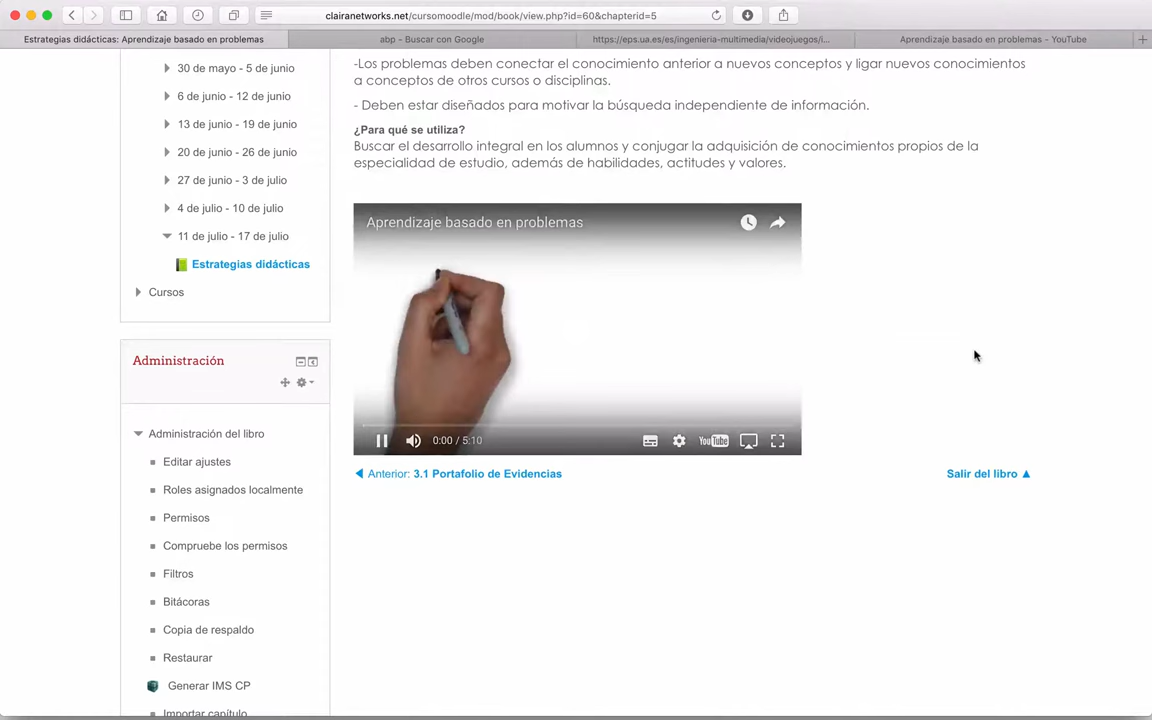 clairanetworks.net/cursomoodle/mod/book/view.php?id=60&chapterid=5
Estrategias didácticas: Aprendizaje basado en problemas
abp - Buscar con Google
https://eps.ua.es/es/ingenieria-multimedia/videojuegos/i...
Aprendizaje basado en problemas - YouTube
30 de mayo - 5 de junio
6 de junio - 12 de junio
13 de junio - 19 de junio
20 de junio - 26 de junio
27 de junio - 3 de julio
4 de julio - 10 de julio
11 de julio - 17 de julio
Estrategias didácticas
Cursos
Administración
Administración del libro
Editar ajustes
Roles asignados localmente
Permisos
Compruebe los permisos
Filtros
Bitácoras
Copia de respaldo
Restaurar
Generar IMS CP
Importar capítulo
-Los problemas deben conectar el conocimiento anterior a nuevos conceptos y ligar nuevos conocimientos
a conceptos de otros cursos o disciplinas.
- Deben estar diseñados para motivar la búsqueda independiente de información.
¿Para qué se utiliza?
Buscar el desarrollo integral en los alumnos y conjugar la adquisición de conocimientos propios de la
especialidad de estudio, además de habilidades, actitudes y valores.
Aprendizaje basado en problemas
0:00 / 5:10
YouTube
Anterior: 3.1 Portafolio de Evidencias
Salir del libro